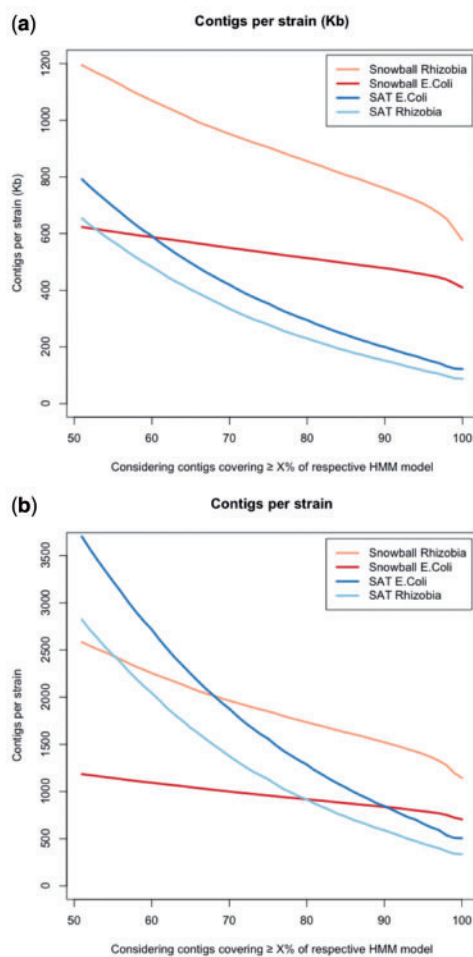 (a)
Contigs per strain (Kb)
Snowball Rhizobia
Snowball E.Coli
SAT E.Coli
SAT Rhizobia
Contigs per strain (Kb)
1200
1000
800
600
400
200
0
50 60 70 80 90 100
Considering contigs covering ≥ X% of respective HMM model
(b)
Contigs per strain
Snowball Rhizobia
Snowball E.Coli
SAT E.Coli
SAT Rhizobia
Contigs per strain
3500
3000
2500
2000
1500
1000
500
0
50 60 70 80 90 100
Considering contigs covering ≥ X% of respective HMM model